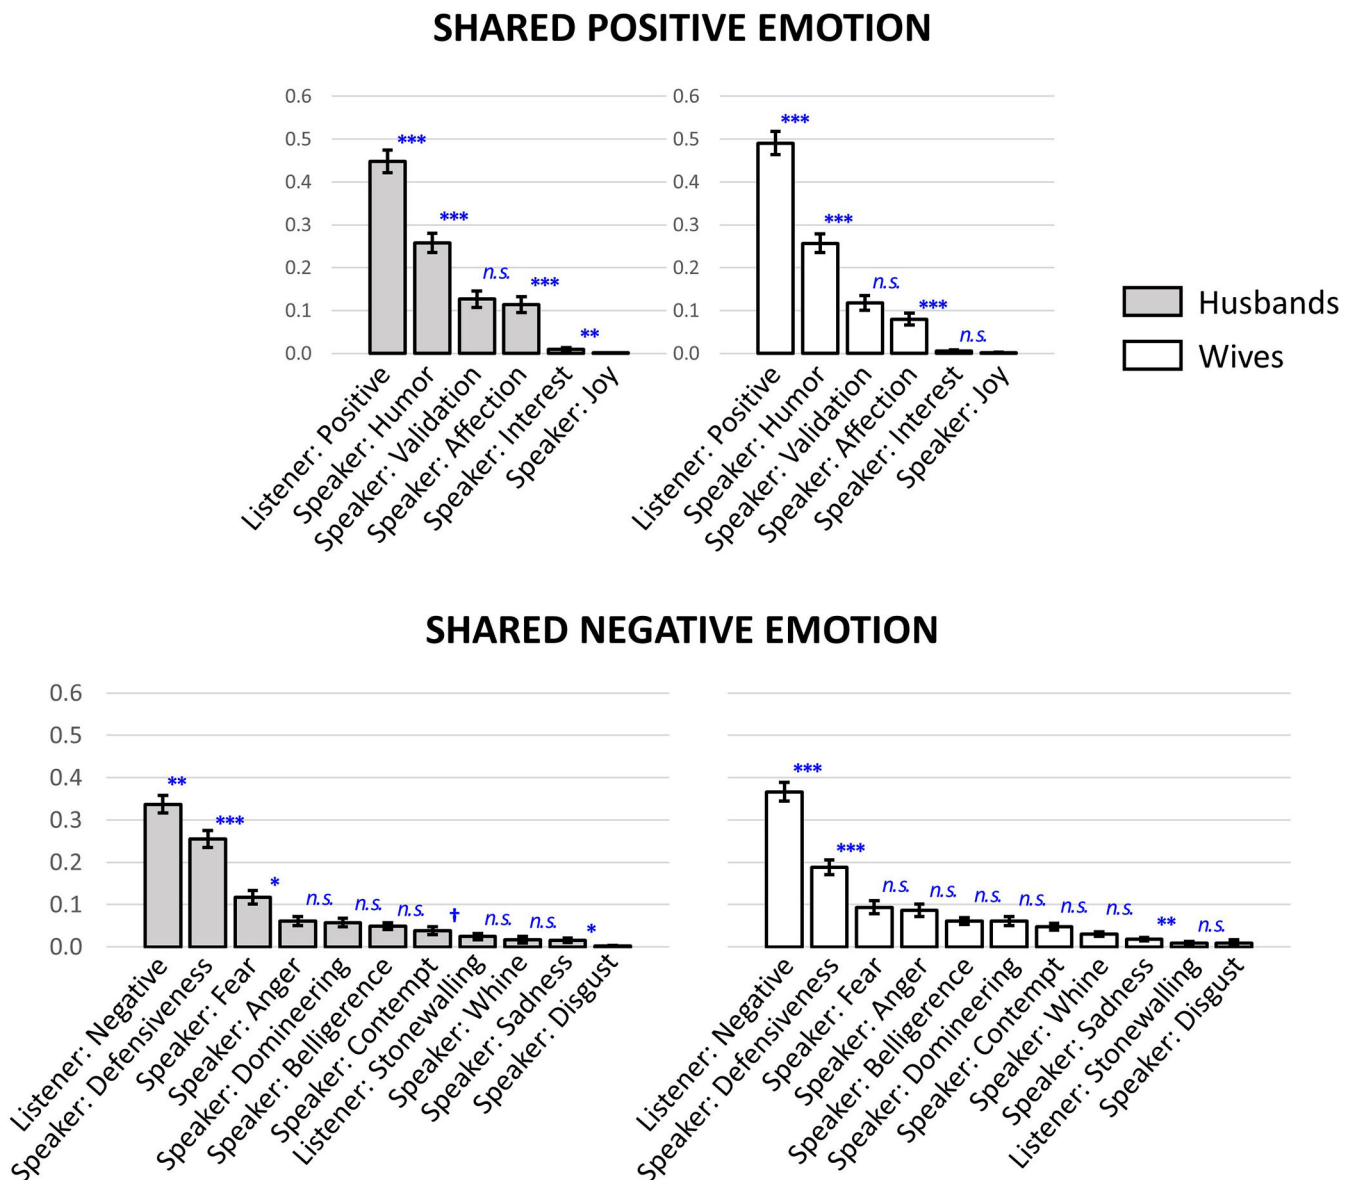 SHARED POSITIVE EMOTION
0.6
0.5
0.4
0.3
0.2
0.1
0.0
***
***
n.s.
***
**
Listener: Positive
Speaker: Humor
Speaker: Validation
Speaker: Affection
Speaker: Interest
Speaker: Joy
0.6
0.5
0.4
0.3
0.2
0.1
0.0
***
***
n.s.
***
n.s.
Listener: Positive
Speaker: Humor
Speaker: Validation
Speaker: Affection
Speaker: Interest
Speaker: Joy
Husbands
Wives
SHARED NEGATIVE EMOTION
0.6
0.5
0.4
0.3
0.2
0.1
0.0
**
***
*
n.s.
n.s.
n.s.
†
n.s.
n.s.
*
Listener: Negative
Speaker: Defensiveness
Speaker: Fear
Speaker: Anger
Speaker: Domineering
Speaker: Belligerence
Speaker: Contempt
Listener: Stonewalling
Speaker: Whine
Speaker: Sadness
Speaker: Disgust
***
***
n.s.
n.s.
n.s.
n.s.
n.s.
n.s.
**
n.s.
Listener: Negative
Speaker: Defensiveness
Speaker: Fear
Speaker: Anger
Speaker: Belligerence
Speaker: Domineering
Speaker: Contempt
Speaker: Whine
Speaker: Sadness
Listener: Stonewalling
Speaker: Disgust